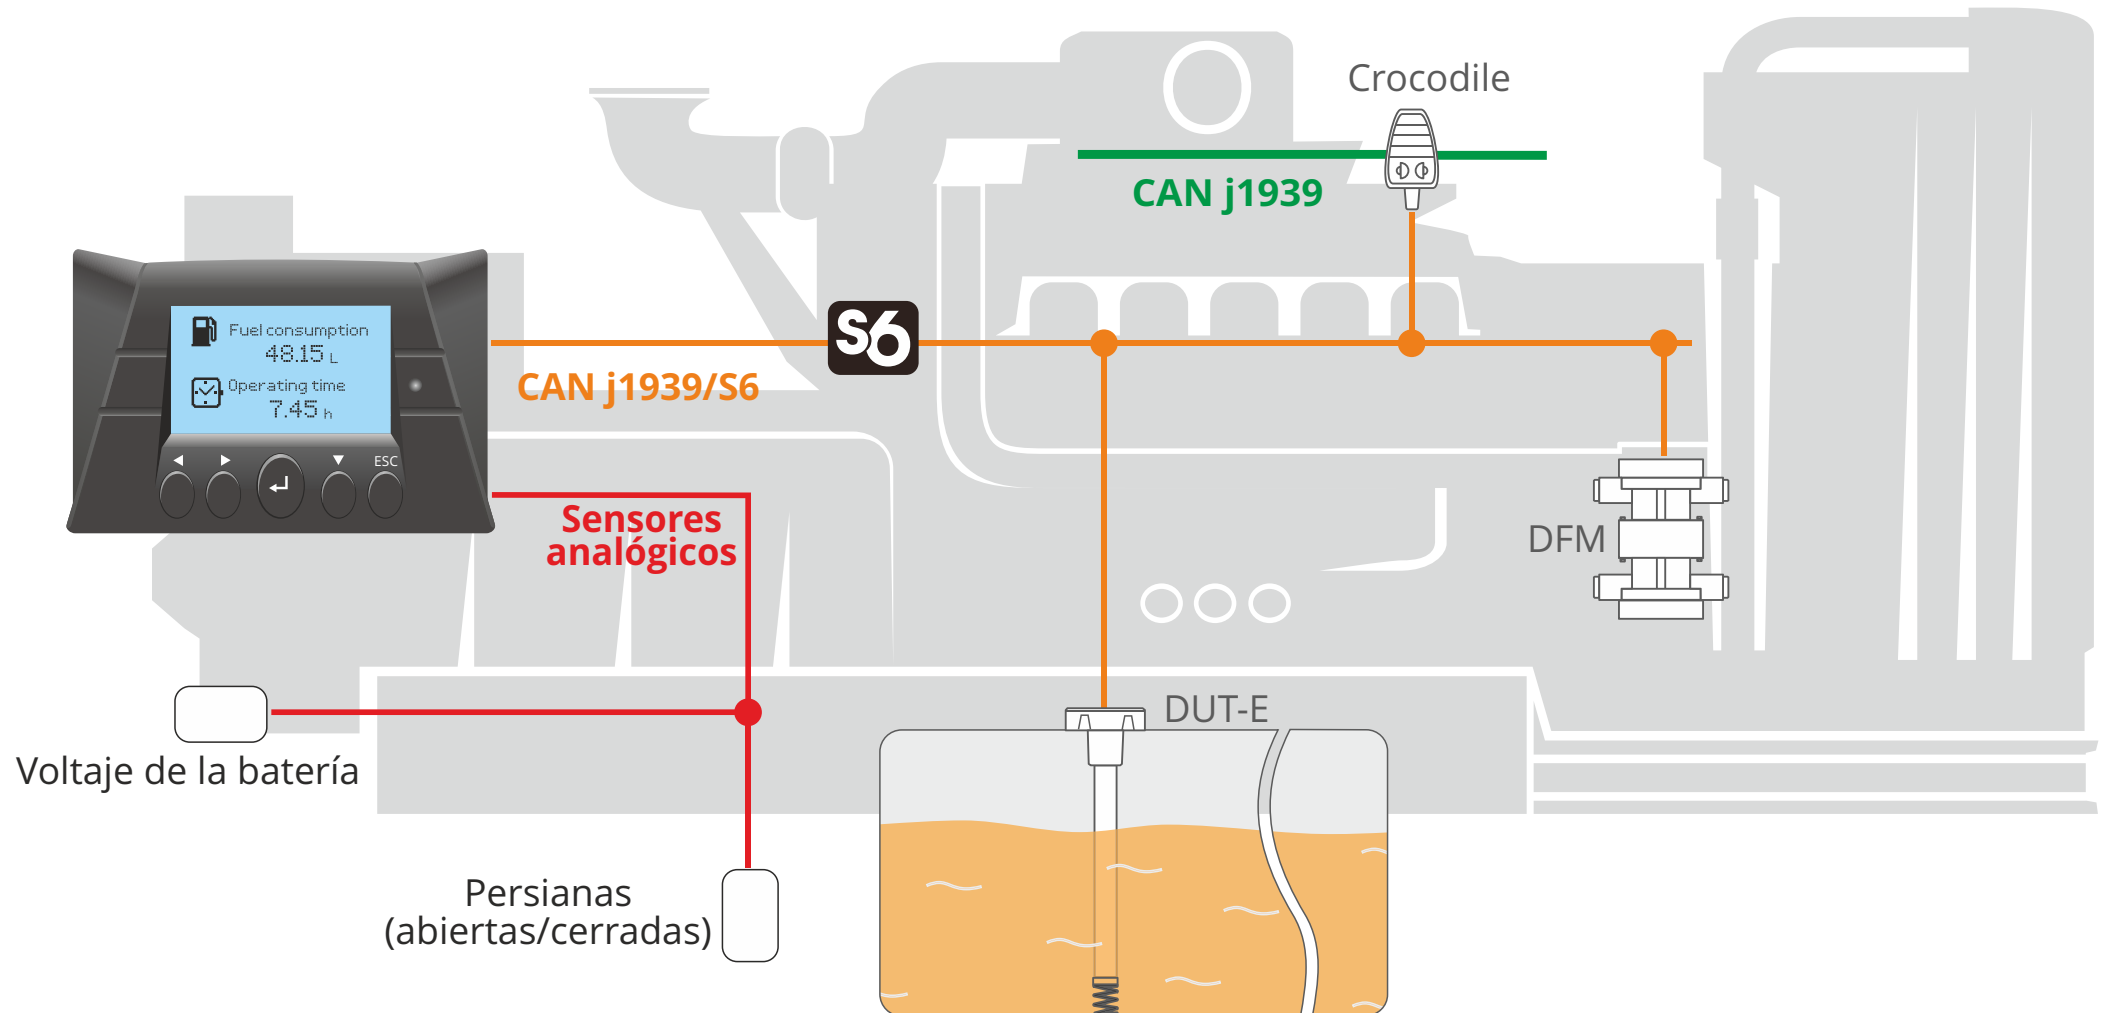 Crocodile
CAN j1939
Fuel consumption
48.15 L
Operating time
7.45 h
ESC
S6
CAN j1939/S6
Sensores
analógicos
DFM
DUT-E
Voltaje de la batería
Persianas
(abiertas/cerradas)